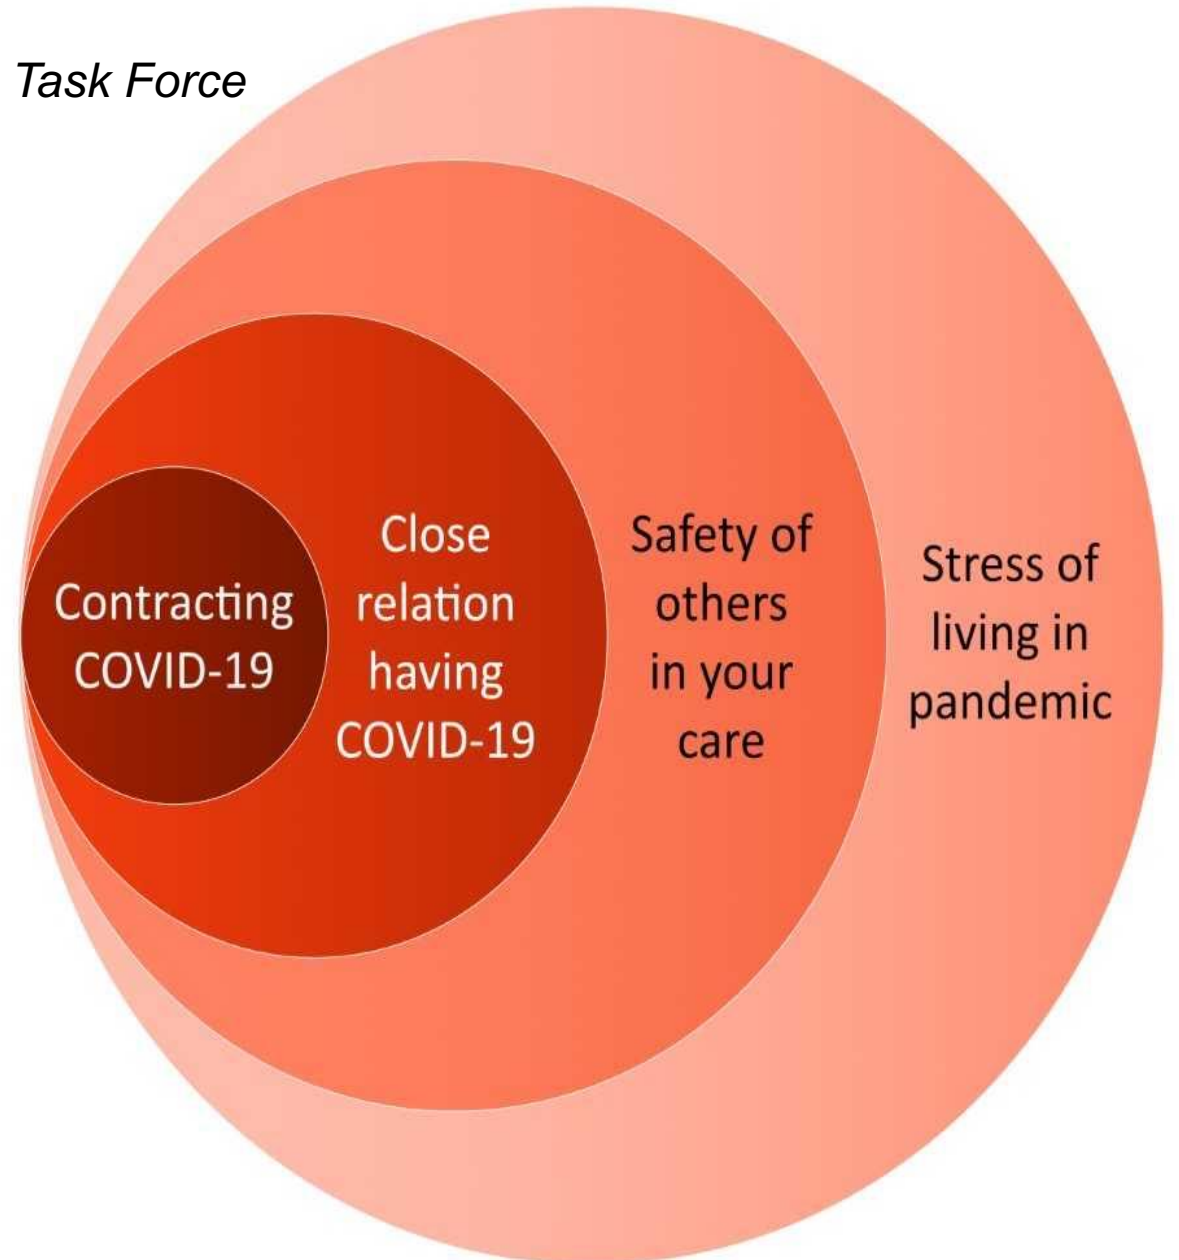 Task Force
Contracting
COVID-19
Close
relation
having
COVID-19
Safety of
others
in your
care
Stress of
living in
pandemic